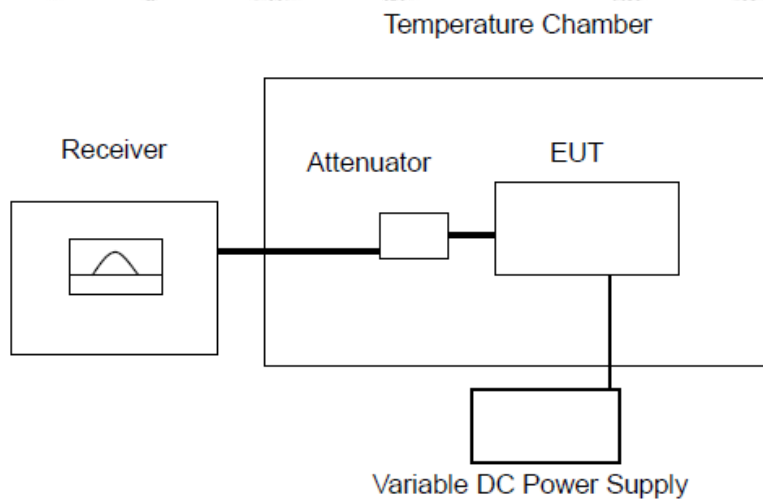 Temperature Chamber
Receiver
Attenuator
EUT
Variable DC Power Supply